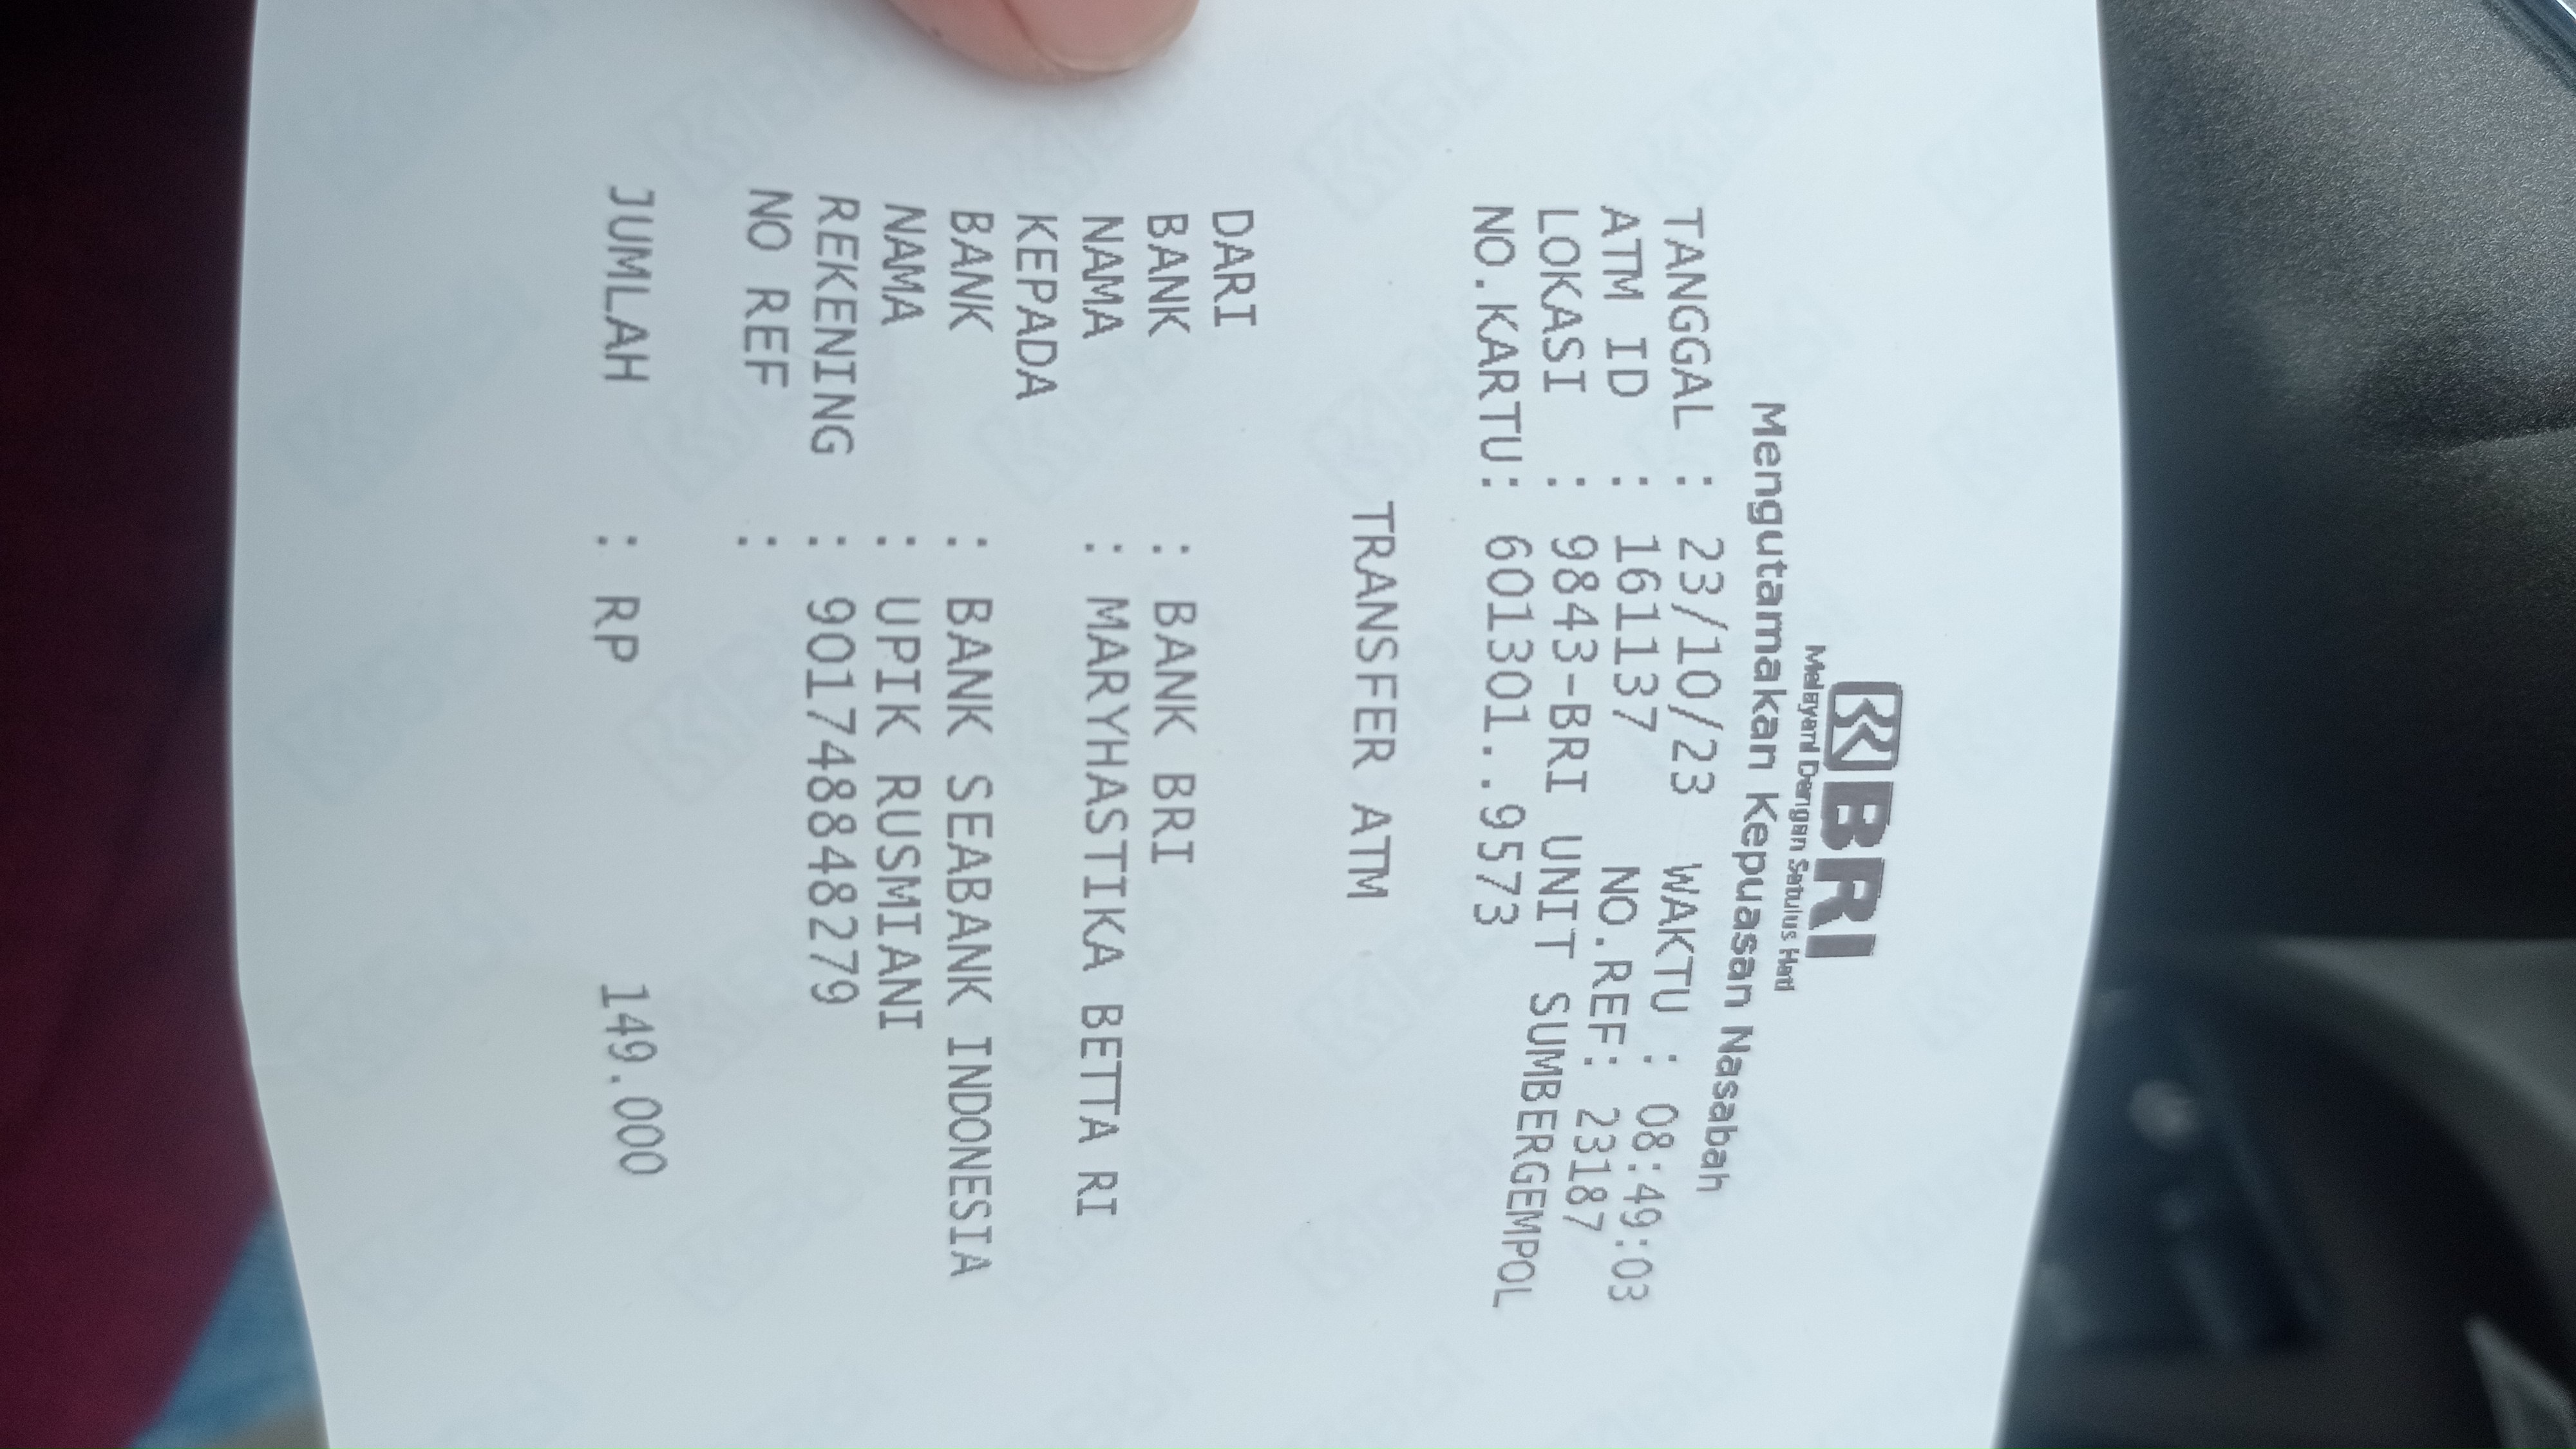 BRI
Melayani Dengan Setulus Hati
Mengutamakan Kepuasan Nasabah
TANGGAL : 23/10/23 WAKTU : 08:49:03
ATM ID : 161137 NO.REF: 23187
LOKASI : 9843-BRI UNIT SUMBERGEMPOL
NO.KARTU: 601301..9573
TRANSFER ATM
DARI
BANK : BANK BRI
NAMA : MARYHASTIKA BETTA RI
KEPADA
BANK : BANK SEABANK INDONESIA
NAMA : UPIK RUSMIANI
REKENING : 901748848279
NO REF :
JUMLAH : RP 149.000